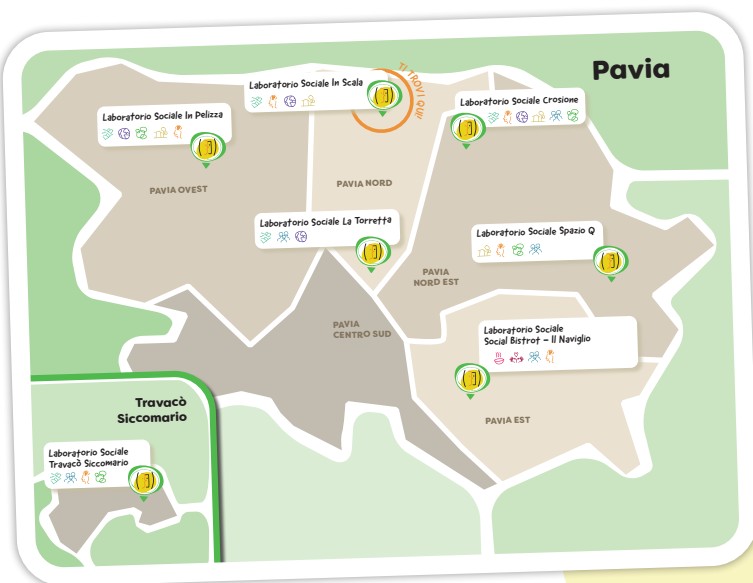 Pavia
TI TROVI QUI!
Laboratorio Sociale In Scala
Laboratorio Sociale In Pelizza
Laboratorio Sociale Crosione
PAVIA OVEST
PAVIA NORD
Laboratorio Sociale La Torretta
Laboratorio Sociale Spazio Q
PAVIA
NORD EST
PAVIA
CENTRO SUD
Laboratorio Sociale
Social Bistrot – Il Naviglio
PAVIA EST
Travacò
Siccomario
Laboratorio Sociale
Travacò Siccomario